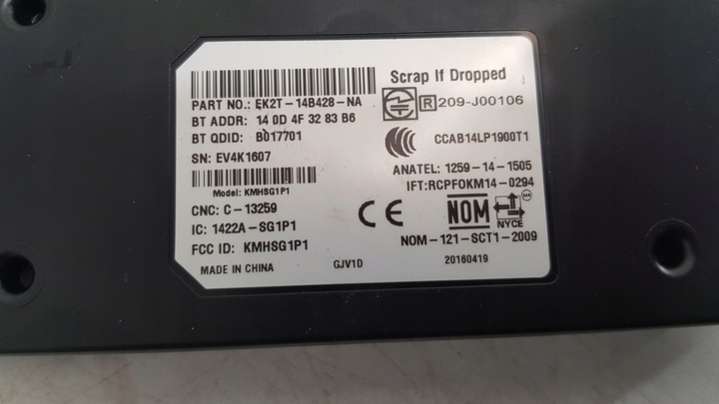 Scrap If Dropped
PART NO.: EK2T-14B428-NA
R 209-J00106
BT ADDR: 14 0D 4F 32 83 B6
BT QDID: B017701
CCAB14LP1900T1
SN: EV4K1607
ANATEL: 1259-14-1505
Model: KMHSG1P1
IFT:RCPFOKM14-0294
CNC: C-13259
CE
NOM
NYCE
IC: 1422A-SG1P1
NOM-121-SCT1-2009
FCC ID: KMHSG1P1
MADE IN CHINA
GJV1D
20160419